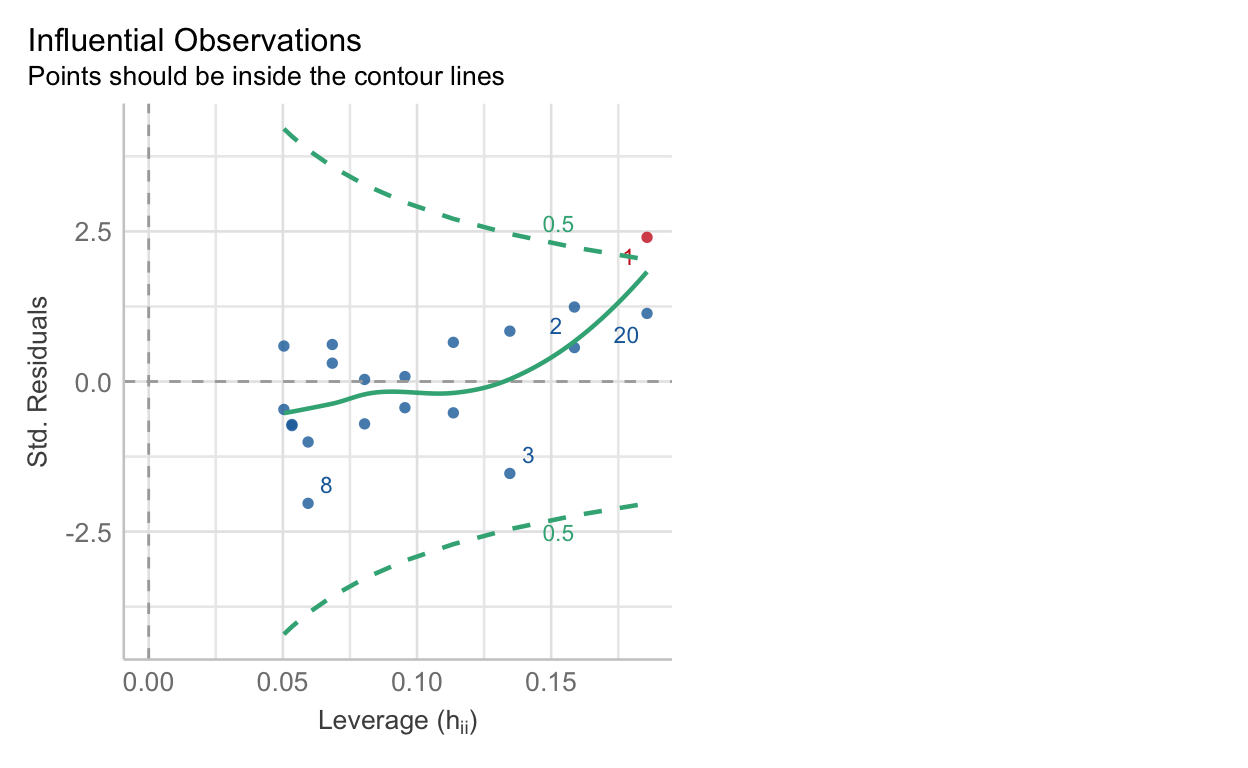 Influential Observations
Points should be inside the contour lines
Std. Residuals
2.5
0.0
-2.5
0.5
1
2
20
3
8
0.5
0.00 0.05 0.10 0.15
Leverage (hii)